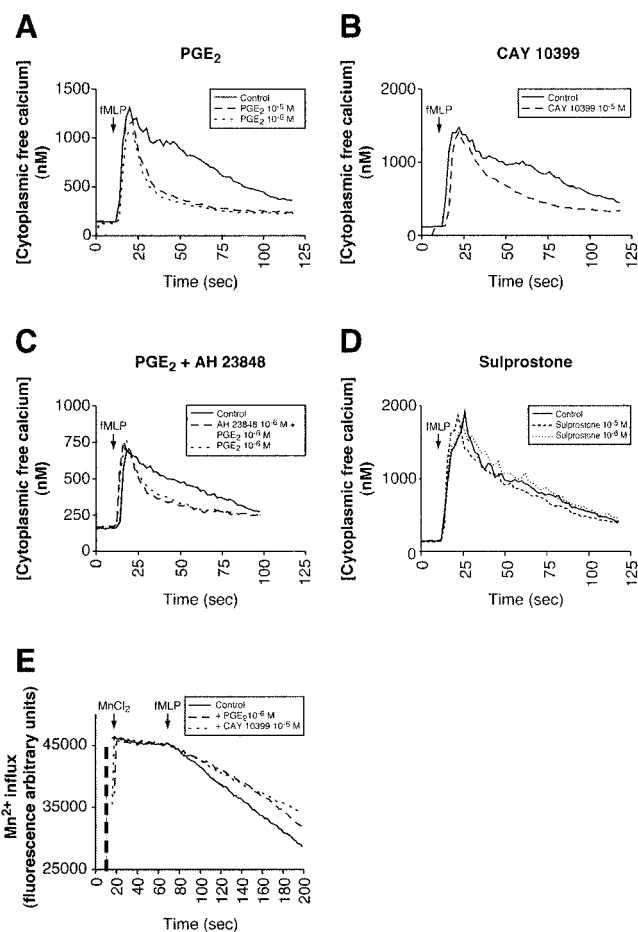 A
PGE2
[Cytoplasmic free calcium]
(nM)
1500
1000
500
0
fMLP
Control
PGE2 10-5 M
PGE2 10-6 M
0
25
50
75
100
125
Time (sec)
B
CAY 10399
[Cytoplasmic free calcium]
(nM)
2000
1000
0
fMLP
Control
CAY 10399 10-5 M
0
25
50
75
100
125
Time (sec)
C
PGE2 + AH 23848
[Cytoplasmic free calcium]
(nM)
1000
750
500
250
0
fMLP
Control
AH 23848 10-6 M +
PGE2 10-6 M
PGE2 10-6 M
0
25
50
75
100
125
Time (sec)
D
Sulprostone
[Cytoplasmic free calcium]
(nM)
2000
1000
0
fMLP
Control
Sulprostone 10-5 M
Sulprostone 10-6 M
0
25
50
75
100
125
Time (sec)
E
Mn2+ influx
(fluorescence arbitrary units)
45000
35000
25000
MnCl2
fMLP
Control
+ PGE2 10-6 M
+ CAY 10399 10-5 M
0
20
40
60
80
100
120
140
160
180
200
Time (sec)